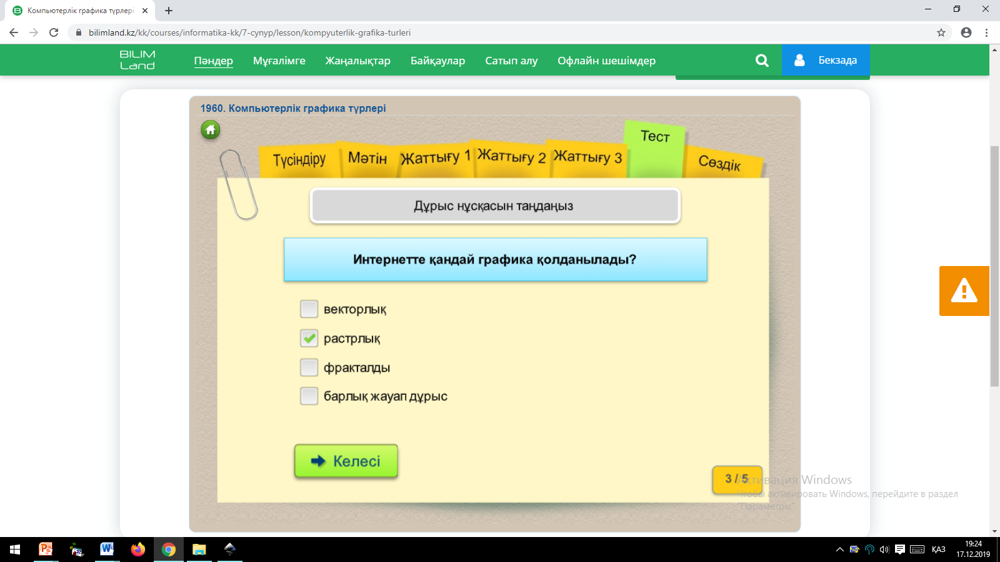 Компьютерлік графика түрлері
bilimland.kz/kk/courses/informatika-kk/7-сynyp/lesson/kompyuterlik-grafika-turleri
BILIM
Land
Пәндер Мұғалімге Жаңалықтар Байқаулар Сатып алу Офлайн шешімдер Бекзада
1960. Компьютерлік графика түрлері
Түсіндіру Мәтін Жаттығу 1 Жаттығу 2 Жаттығу 3 Тест Сөздік
Дұрыс нұсқасын таңдаңыз
Интернетте қандай графика қолданылады?
векторлық
растрлық
фракталды
барлық жауап дұрыс
Келесі
3 / 5
Активация Windows
Чтобы активировать Windows, перейдите в раздел
"Параметры".
ҚАЗ
19:24
17.12.2019